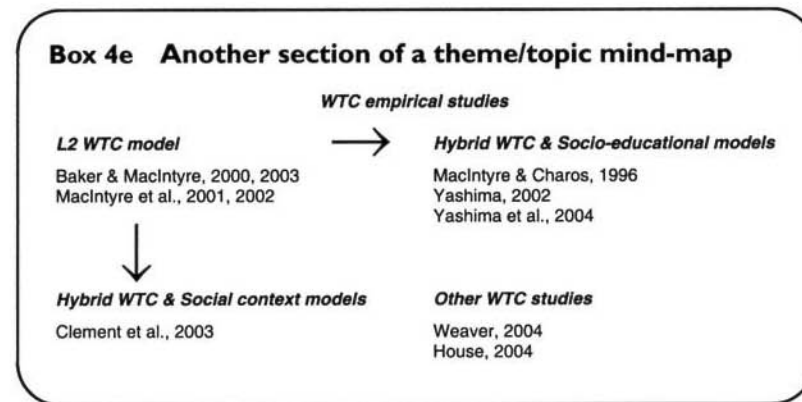 Box 4e Another section of a theme/topic mind-map
WTC empirical studies
L2 WTC model
Baker & MacIntyre, 2000, 2003
MacIntyre et al., 2001, 2002
Hybrid WTC & Socio-educational models
MacIntyre & Charos, 1996
Yashima, 2002
Yashima et al., 2004
Hybrid WTC & Social context models
Clement et al., 2003
Other WTC studies
Weaver, 2004
House, 2004